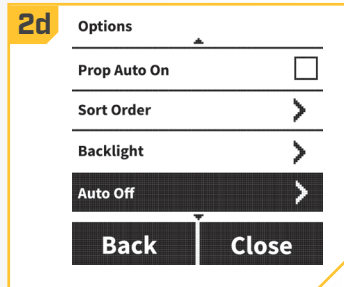 2d
Options
Prop Auto On
Sort Order
Backlight
Auto Off
Back Close